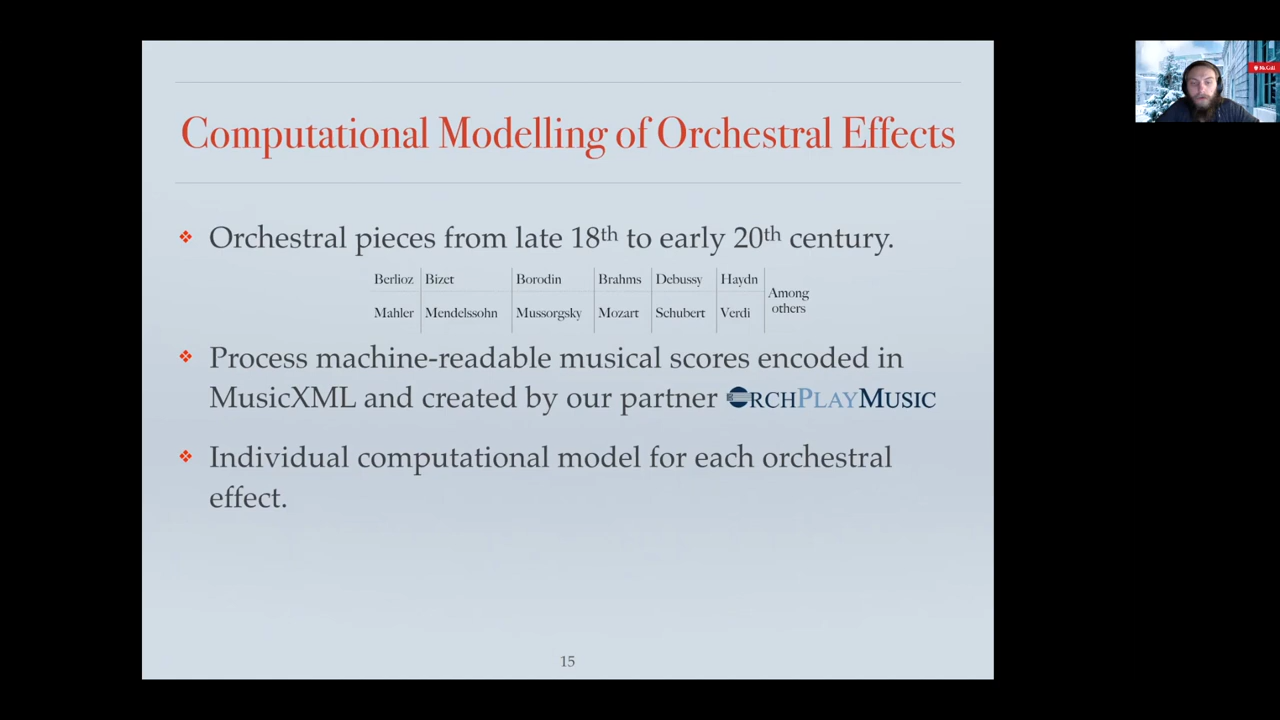 Computational Modelling of Orchestral Effects
❖ Orchestral pieces from late 18th to early 20th century.
Berlioz Bizet Borodin Brahms Debussy Haydn Among others
Mahler Mendelssohn Mussorgsky Mozart Schubert Verdi
❖ Process machine-readable musical scores encoded in
MusicXML and created by our partner ORCHPLAYMUSIC
❖ Individual computational model for each orchestral
effect.
15
McGill